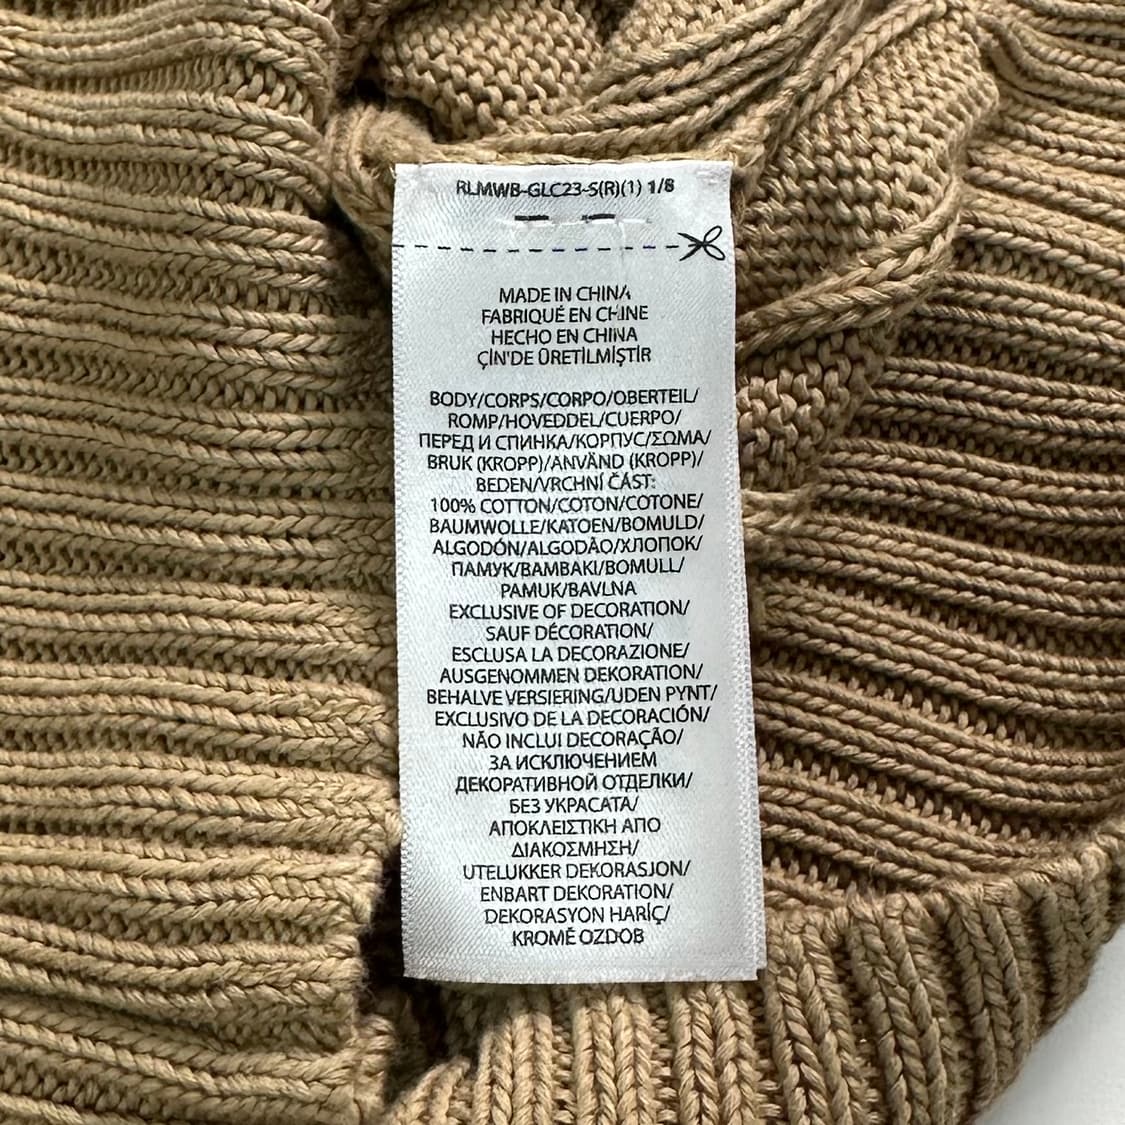 RLMWB-GLC23-S(R)(1) 1/8
MADE IN CHINA
FABRIQUÉ EN CHINE
HECHO EN CHINA
ÇİN'DE ÜRETİLMİŞTİR
BODY/CORPS/CORPO/OBERTEIL/
ROMP/HOVEDDEL/CUERPO/
ПЕРЕД И СПИНКА/КОРПУС/ΣΩΜΑ/
BRUK (KROPP)/ANVÄND (KROPP)/
BEDEN/VRCHNÍ ČÁST:
100% COTTON/COTON/COTONE/
BAUMWOLLE/KATOEN/BOMULD/
ALGODÓN/ALGODÃO/ХЛОПОК/
ПАМУК/ΒΑΜΒΑΚΙ/BOMULL/
PAMUK/BAVLNA
EXCLUSIVE OF DECORATION/
SAUF DÉCORATION/
ESCLUSA LA DECORAZIONE/
AUSGENOMMEN DEKORATION/
BEHALVE VERSIERING/UDEN PYNT/
EXCLUSIVO DE LA DECORACIÓN/
NÃO INCLUI DECORAÇÃO/
ЗА ИСКЛЮЧЕНИЕМ
ДЕКОРАТИВНОЙ ОТДЕЛКИ/
БЕЗ УКРАСАТА/
ΑΠΟΚΛΕΙΣΤΙΚΗ ΑΠΟ
ΔΙΑΚΟΣΜΗΣΗ/
UTELUKKER DEKORASJON/
ENBART DEKORATION/
DEKORASYON HARİÇ/
KROMĚ OZDOB